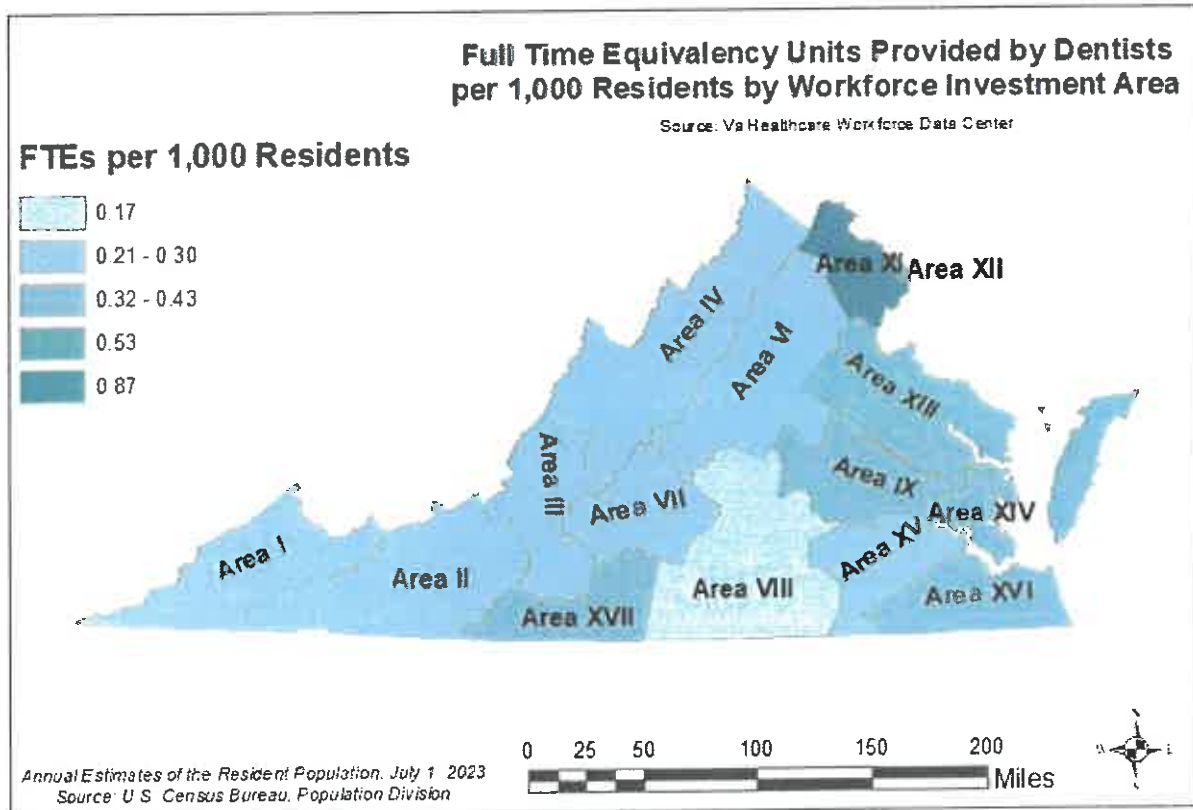 Full Time Equivalency Units Provided by Dentists
per 1,000 Residents by Workforce Investment Area
Source: Va Healthcare Workforce Data Center
FTEs per 1,000 Residents
0.17
0.21 - 0.30
0.32 - 0.43
0.53
0.87
Area XI
Area XII
Area IV
Area VI
Area XIII
Area III
Area IX
Area VII
Area XIV
Area XV
Area I
Area II
Area VIII
Area XVI
Area XVII
0 25 50 100 150 200
Miles
Annual Estimates of the Resident Population, July 1 2023
Source: U.S. Census Bureau, Population Division